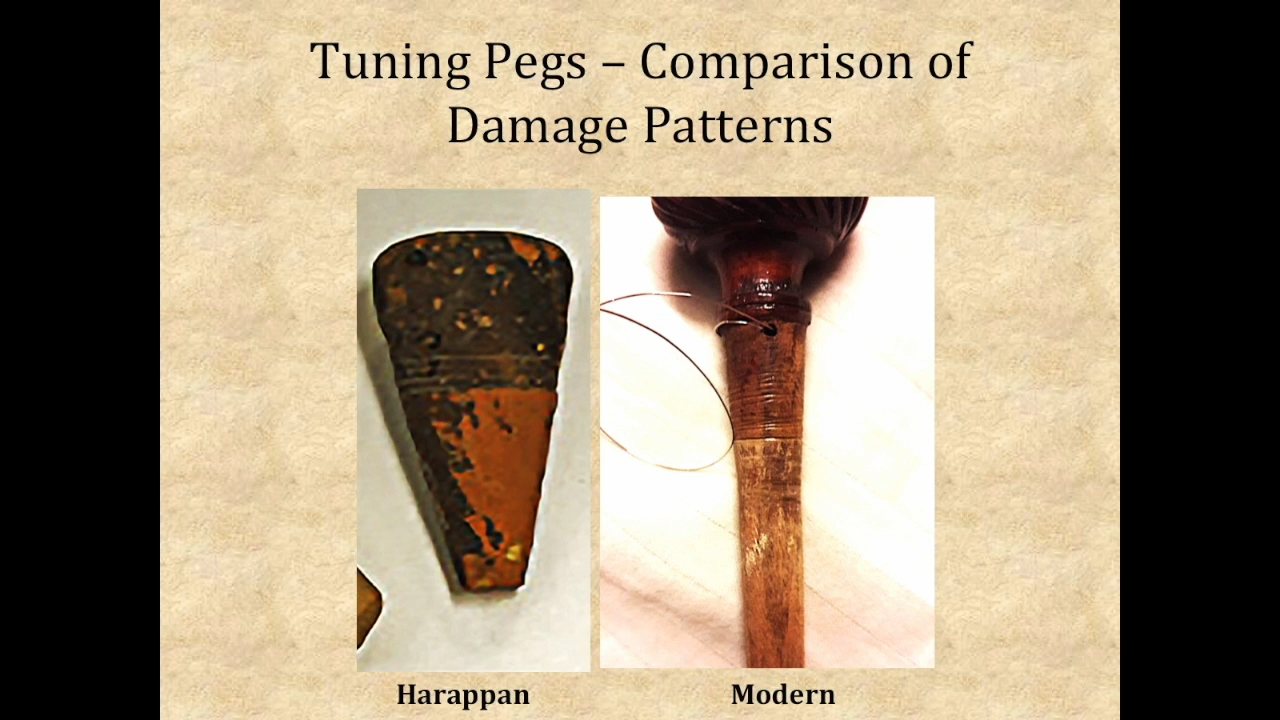 Tuning Pegs – Comparison of
Damage Patterns
Harappan
Modern